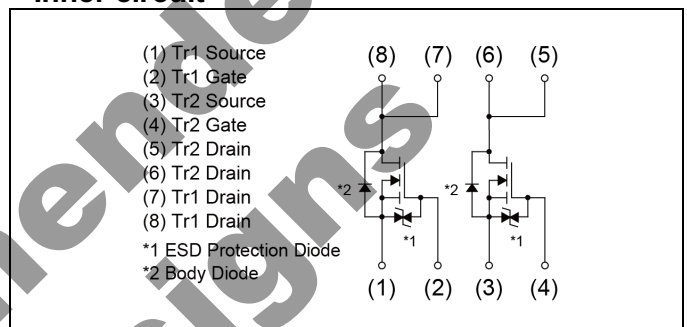 Inner circuit
(1) Tr1 Source
(2) Tr1 Gate
(3) Tr2 Source
(4) Tr2 Gate
(5) Tr2 Drain
(6) Tr2 Drain
(7) Tr1 Drain
(8) Tr1 Drain
*1 ESD Protection Diode
*2 Body Diode
(8) (7) (6) (5)
*2 *2
*1 *1
(1) (2) (3) (4)